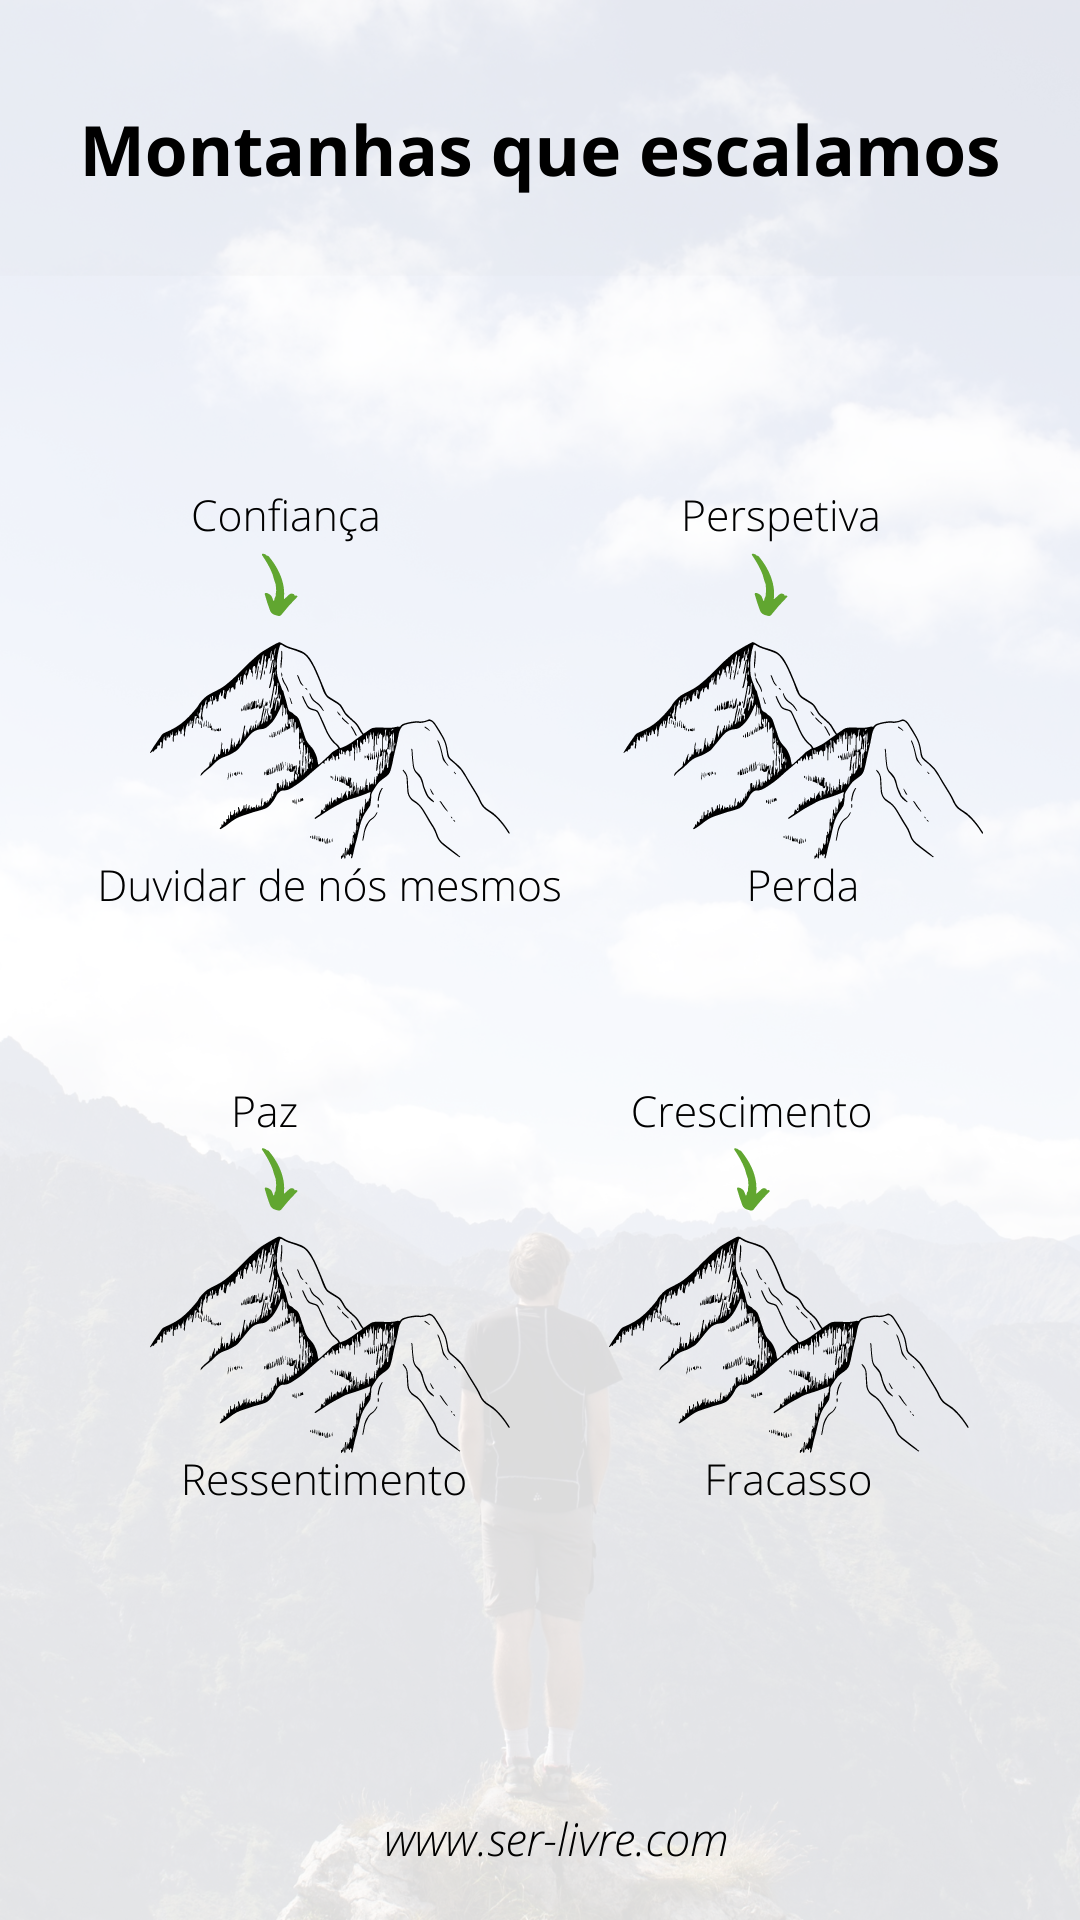 Montanhas que escalamos
Confiança
Perspetiva
Duvidar de nós mesmos
Perda
Paz
Crescimento
Ressentimento
Fracasso
www.ser-livre.com